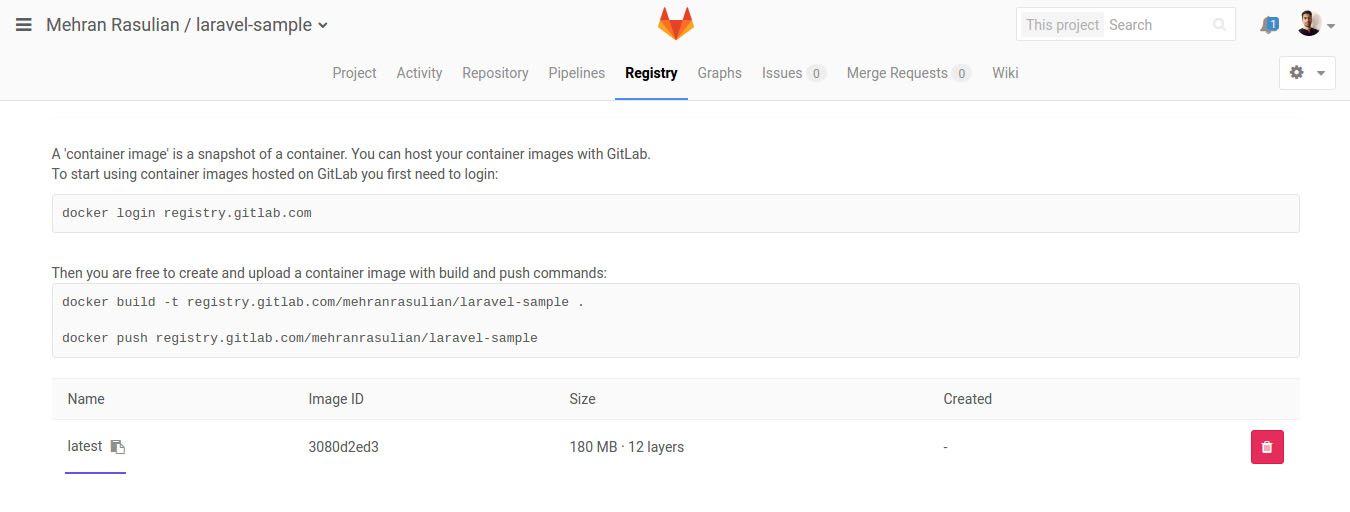 Mehran Rasulian / laravel-sample
This project Search
1
Project Activity Repository Pipelines Registry Graphs Issues 0 Merge Requests 0 Wiki
A 'container image' is a snapshot of a container. You can host your container images with GitLab.
To start using container images hosted on GitLab you first need to login:
docker login registry.gitlab.com
Then you are free to create and upload a container image with build and push commands:
docker build -t registry.gitlab.com/mehranrasulian/laravel-sample .
docker push registry.gitlab.com/mehranrasulian/laravel-sample
Name Image ID Size Created
latest 3080d2ed3 180 MB · 12 layers -